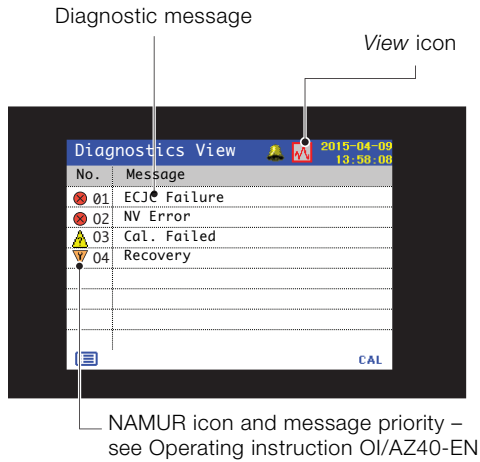 Diagnostic message
View icon
Diagnostics View
2015-04-09
13:58:08
No. Message
01 ECJC Failure
02 NV Error
? 03 Cal. Failed
Y 04 Recovery
CAL
NAMUR icon and message priority –
see Operating instruction OI/AZ40-EN